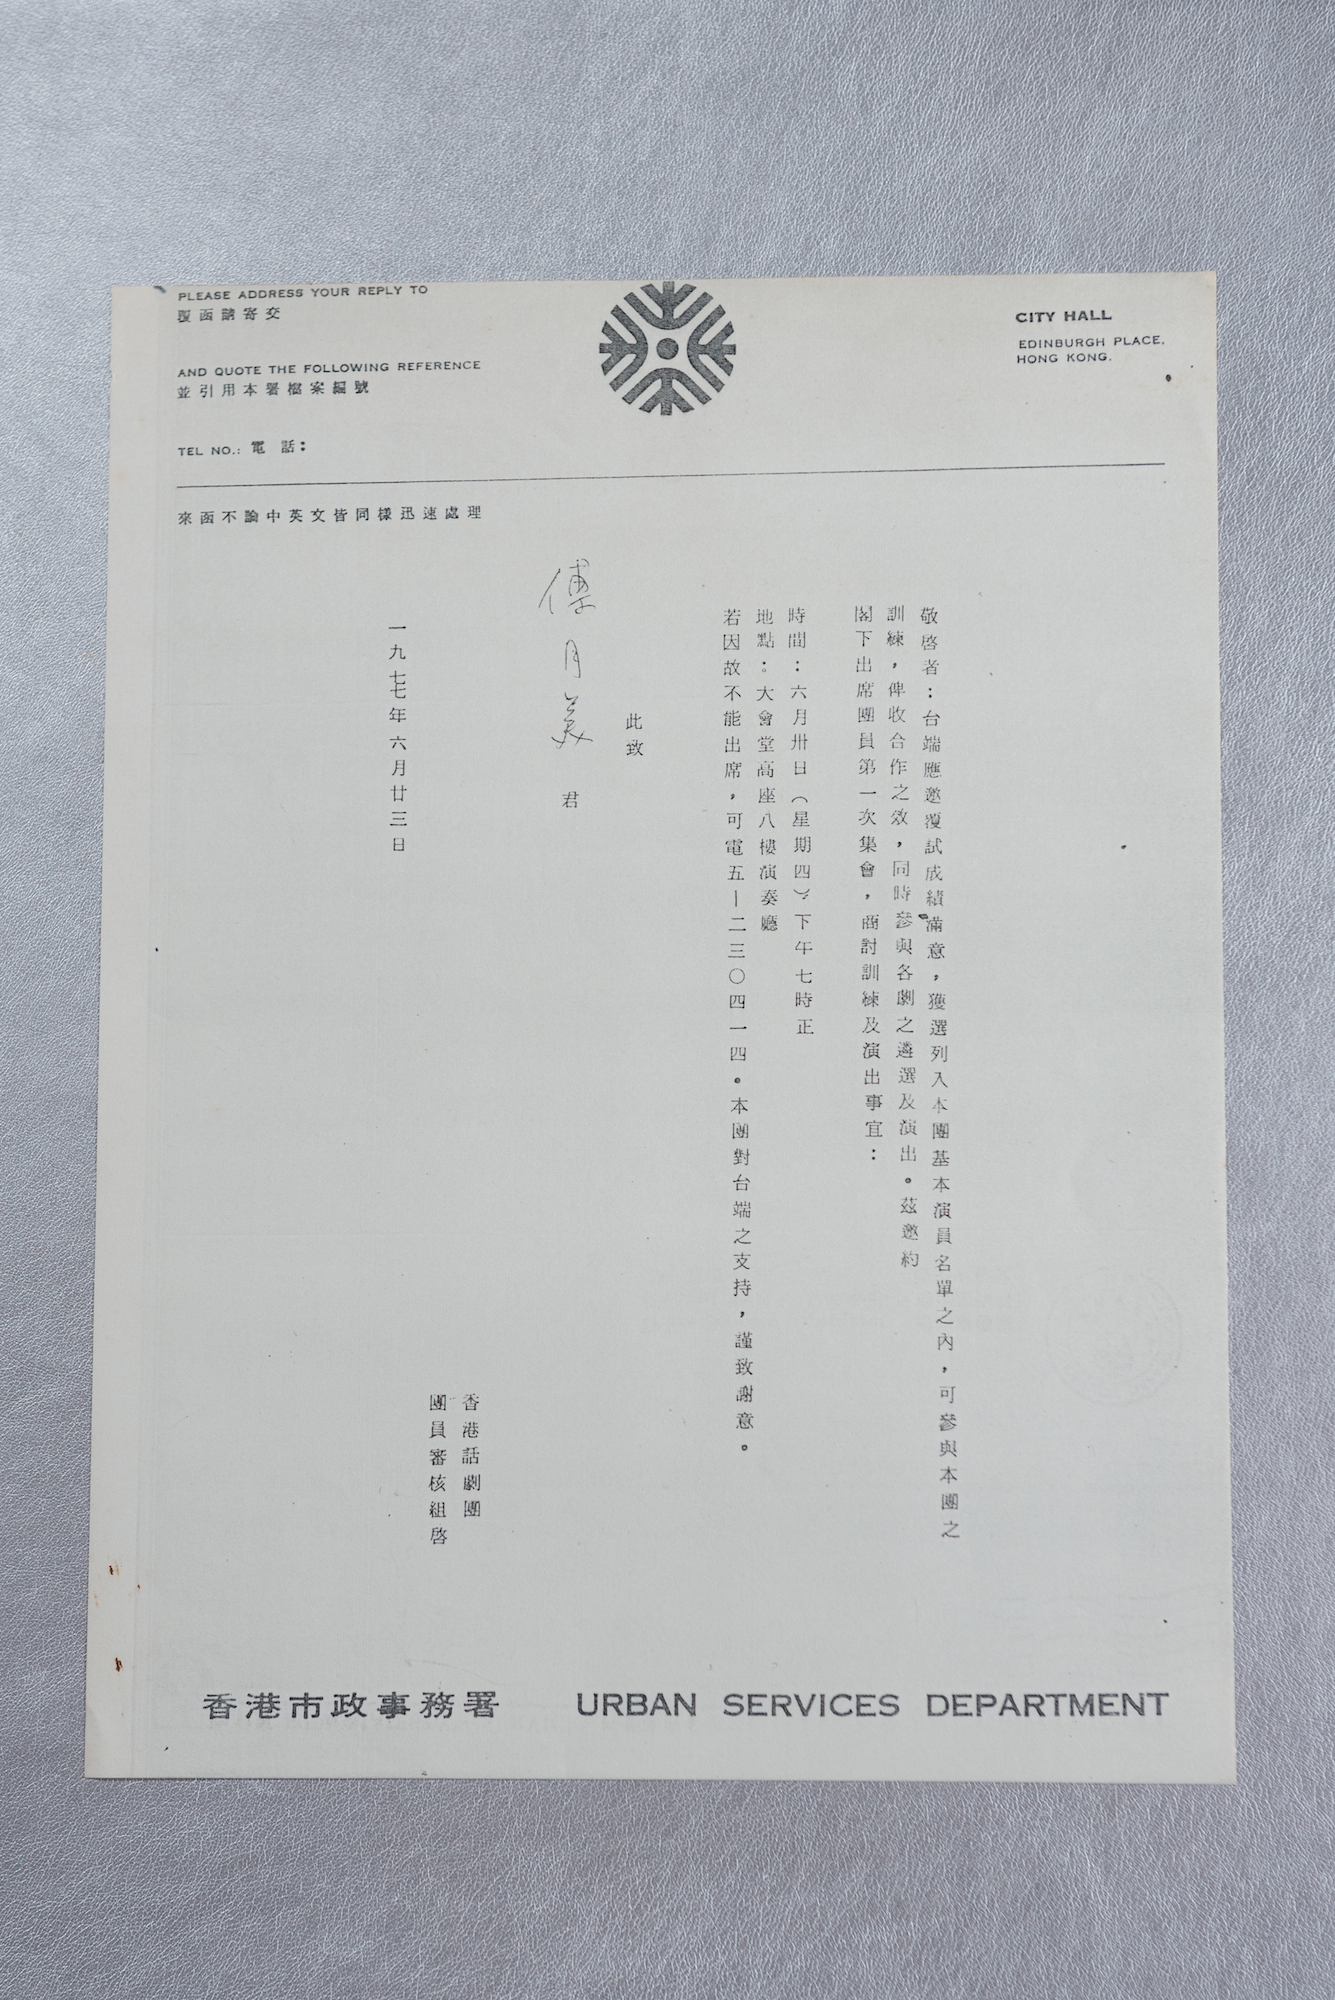 PLEASE ADDRESS YOUR REPLY TO
覆函請寄交
AND QUOTE THE FOLLOWING REFERENCE
並引用本署檔案編號
TEL NO.: 電 話：
CITY HALL
EDINBURGH PLACE,
HONG KONG.
來函不論中英文皆同樣迅速處理
敬啓者：台端應邀覆試成績滿意，獲選列入本團基本演員名單之內，可參與本團之
訓練，俾收合作之效，同時參與各劇之遴選及演出。茲邀約
閣下出席團員第一次集會，商討訓練及演出事宜：
時間：六月卅日（星期四）下午七時正
地點：大會堂高座八樓演奏廳
若因故不能出席，可電五—二三〇四一四。本團對台端之支持，謹致謝意。
此致
傅月美 君
香港話劇團
團員審核組啓
一九七七年六月廿三日
香港市政事務署 URBAN SERVICES DEPARTMENT